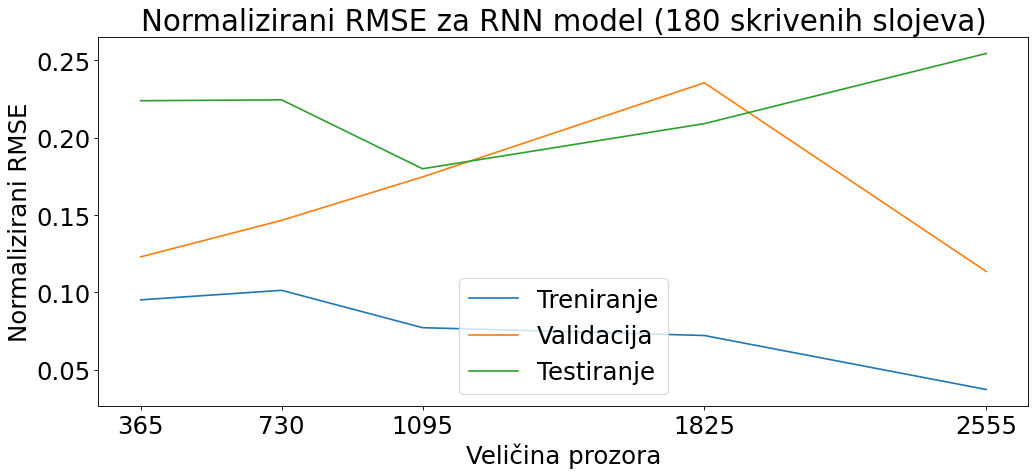 Normalizirani RMSE za RNN model (180 skrivenih slojeva)
Normalizirani RMSE
0.25
0.20
0.15
0.10
0.05
Treniranje
Validacija
Testiranje
365 730 1095 1825 2555
Veličina prozora